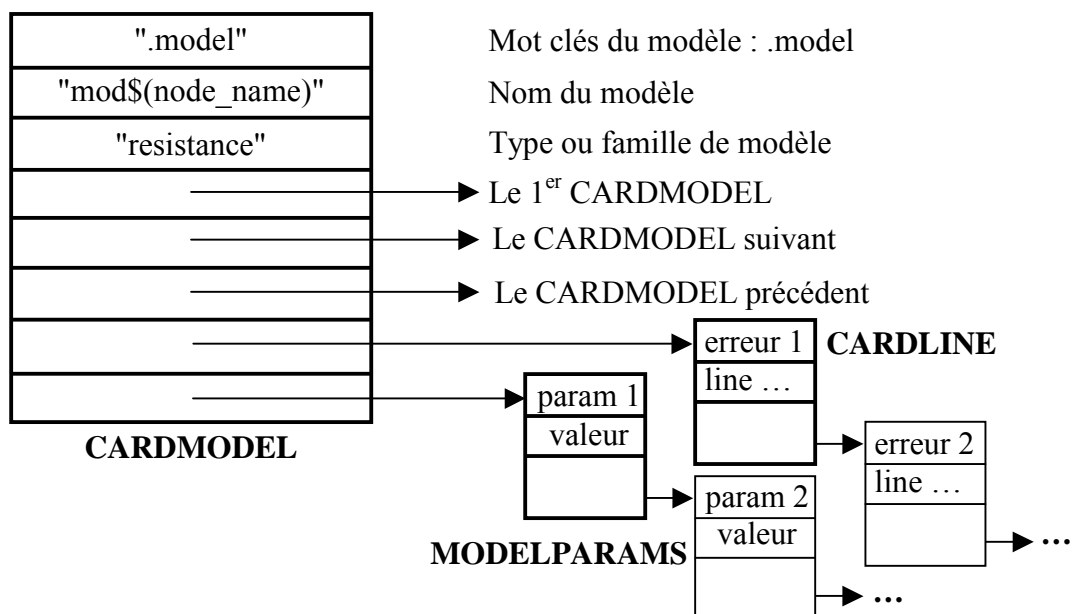 ".model" Mot clés du modèle : .model
"mod$(node_name)" Nom du modèle
"resistance" Type ou famille de modèle
Le 1er CARDMODEL
Le CARDMODEL suivant
Le CARDMODEL précédent
erreur 1 CARDLINE
line …
param 1
valeur
CARDMODEL
erreur 2
line …
param 2
valeur
MODELPARAMS
...
...